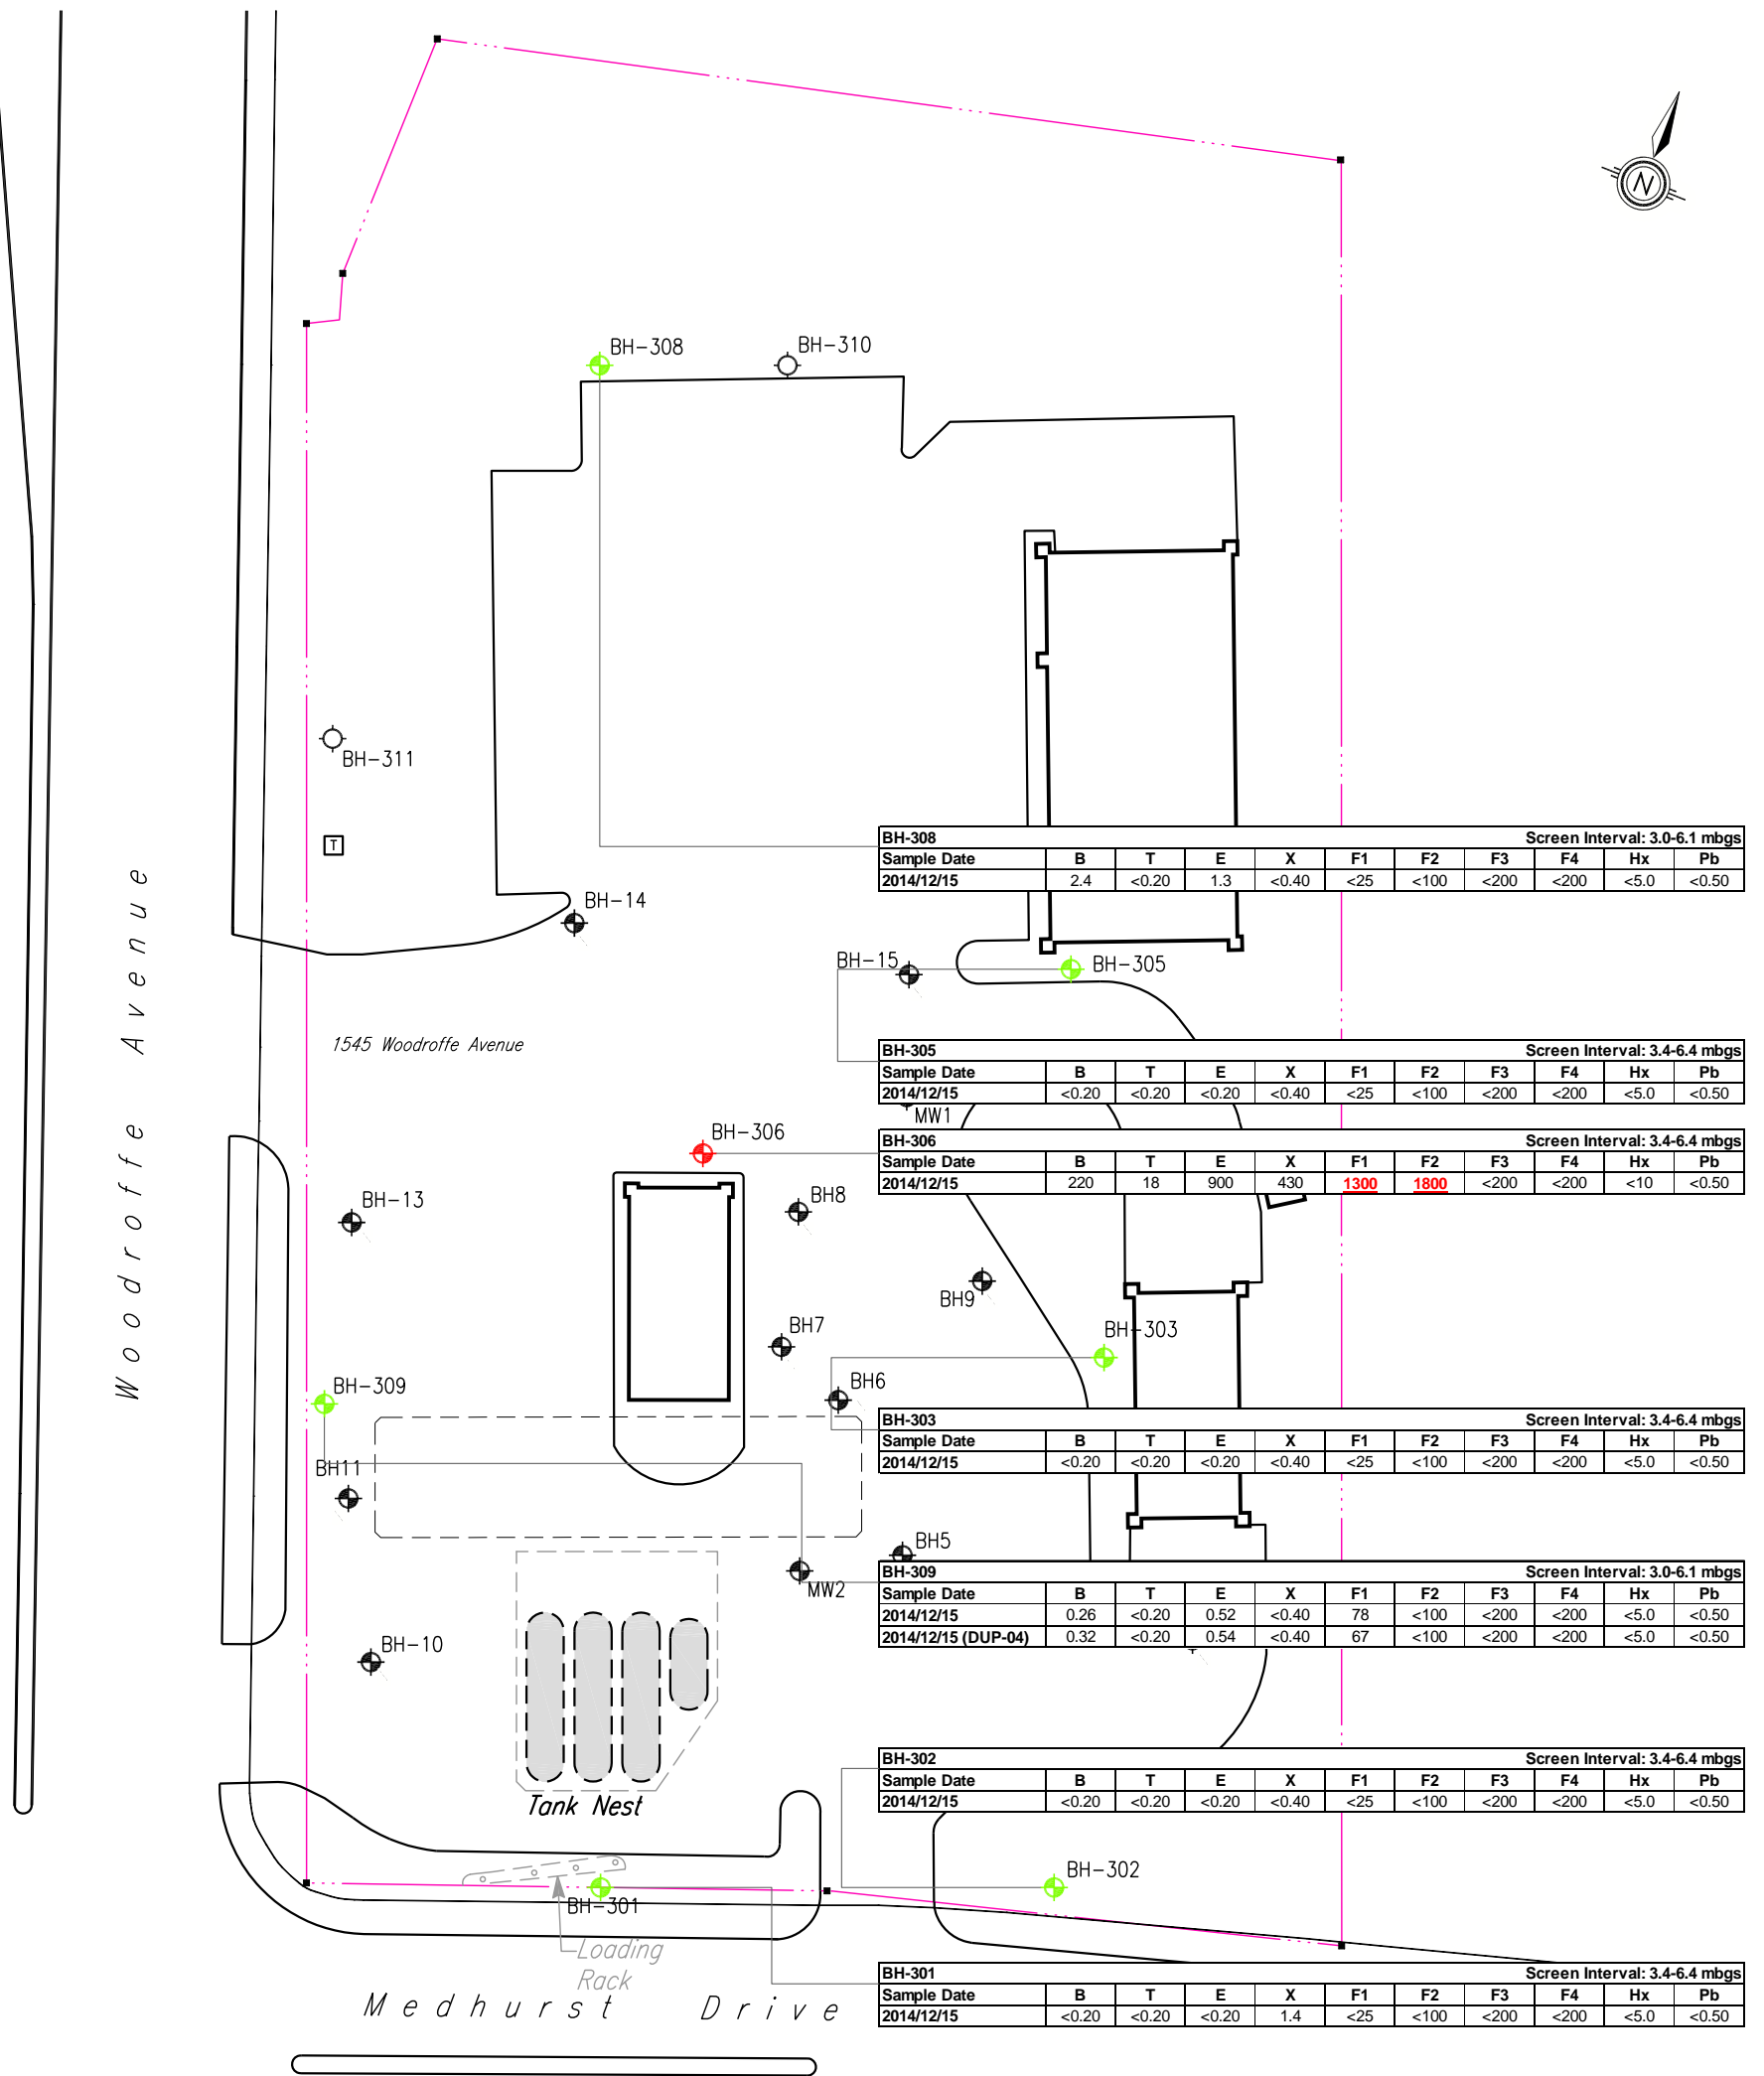 N
BH-308
BH-310
BH-311
T
BH-308 Screen Interval: 3.0-6.1 mbgs
Sample Date B T E X F1 F2 F3 F4 Hx Pb
2014/12/15 2.4 <0.20 1.3 <0.40 <25 <100 <200 <200 <5.0 <0.50
BH-14
BH-15
BH-305
Woodroffe Avenue
1545 Woodroffe Avenue
BH-305 Screen Interval: 3.4-6.4 mbgs
Sample Date B T E X F1 F2 F3 F4 Hx Pb
2014/12/15 <0.20 <0.20 <0.20 <0.40 <25 <100 <200 <200 <5.0 <0.50
MW1
BH-306
BH-306 Screen Interval: 3.4-6.4 mbgs
Sample Date B T E X F1 F2 F3 F4 Hx Pb
2014/12/15 220 18 900 430 1300 1800 <200 <200 <10 <0.50
BH-13
BH8
BH9
BH7
BH-303
BH-309
BH6
BH-303 Screen Interval: 3.4-6.4 mbgs
Sample Date B T E X F1 F2 F3 F4 Hx Pb
2014/12/15 <0.20 <0.20 <0.20 <0.40 <25 <100 <200 <200 <5.0 <0.50
BH11
BH5
MW2
BH-309 Screen Interval: 3.0-6.1 mbgs
Sample Date B T E X F1 F2 F3 F4 Hx Pb
2014/12/15 0.26 <0.20 0.52 <0.40 78 <100 <200 <200 <5.0 <0.50
2014/12/15 (DUP-04) 0.32 <0.20 0.54 <0.40 67 <100 <200 <200 <5.0 <0.50
BH-10
BH-302 Screen Interval: 3.4-6.4 mbgs
Sample Date B T E X F1 F2 F3 F4 Hx Pb
2014/12/15 <0.20 <0.20 <0.20 <0.40 <25 <100 <200 <200 <5.0 <0.50
Tank Nest
BH-302
BH-301
Loading
Rack
BH-301 Screen Interval: 3.4-6.4 mbgs
Sample Date B T E X F1 F2 F3 F4 Hx Pb
2014/12/15 <0.20 <0.20 <0.20 1.4 <25 <100 <200 <200 <5.0 <0.50
Medhurst Drive